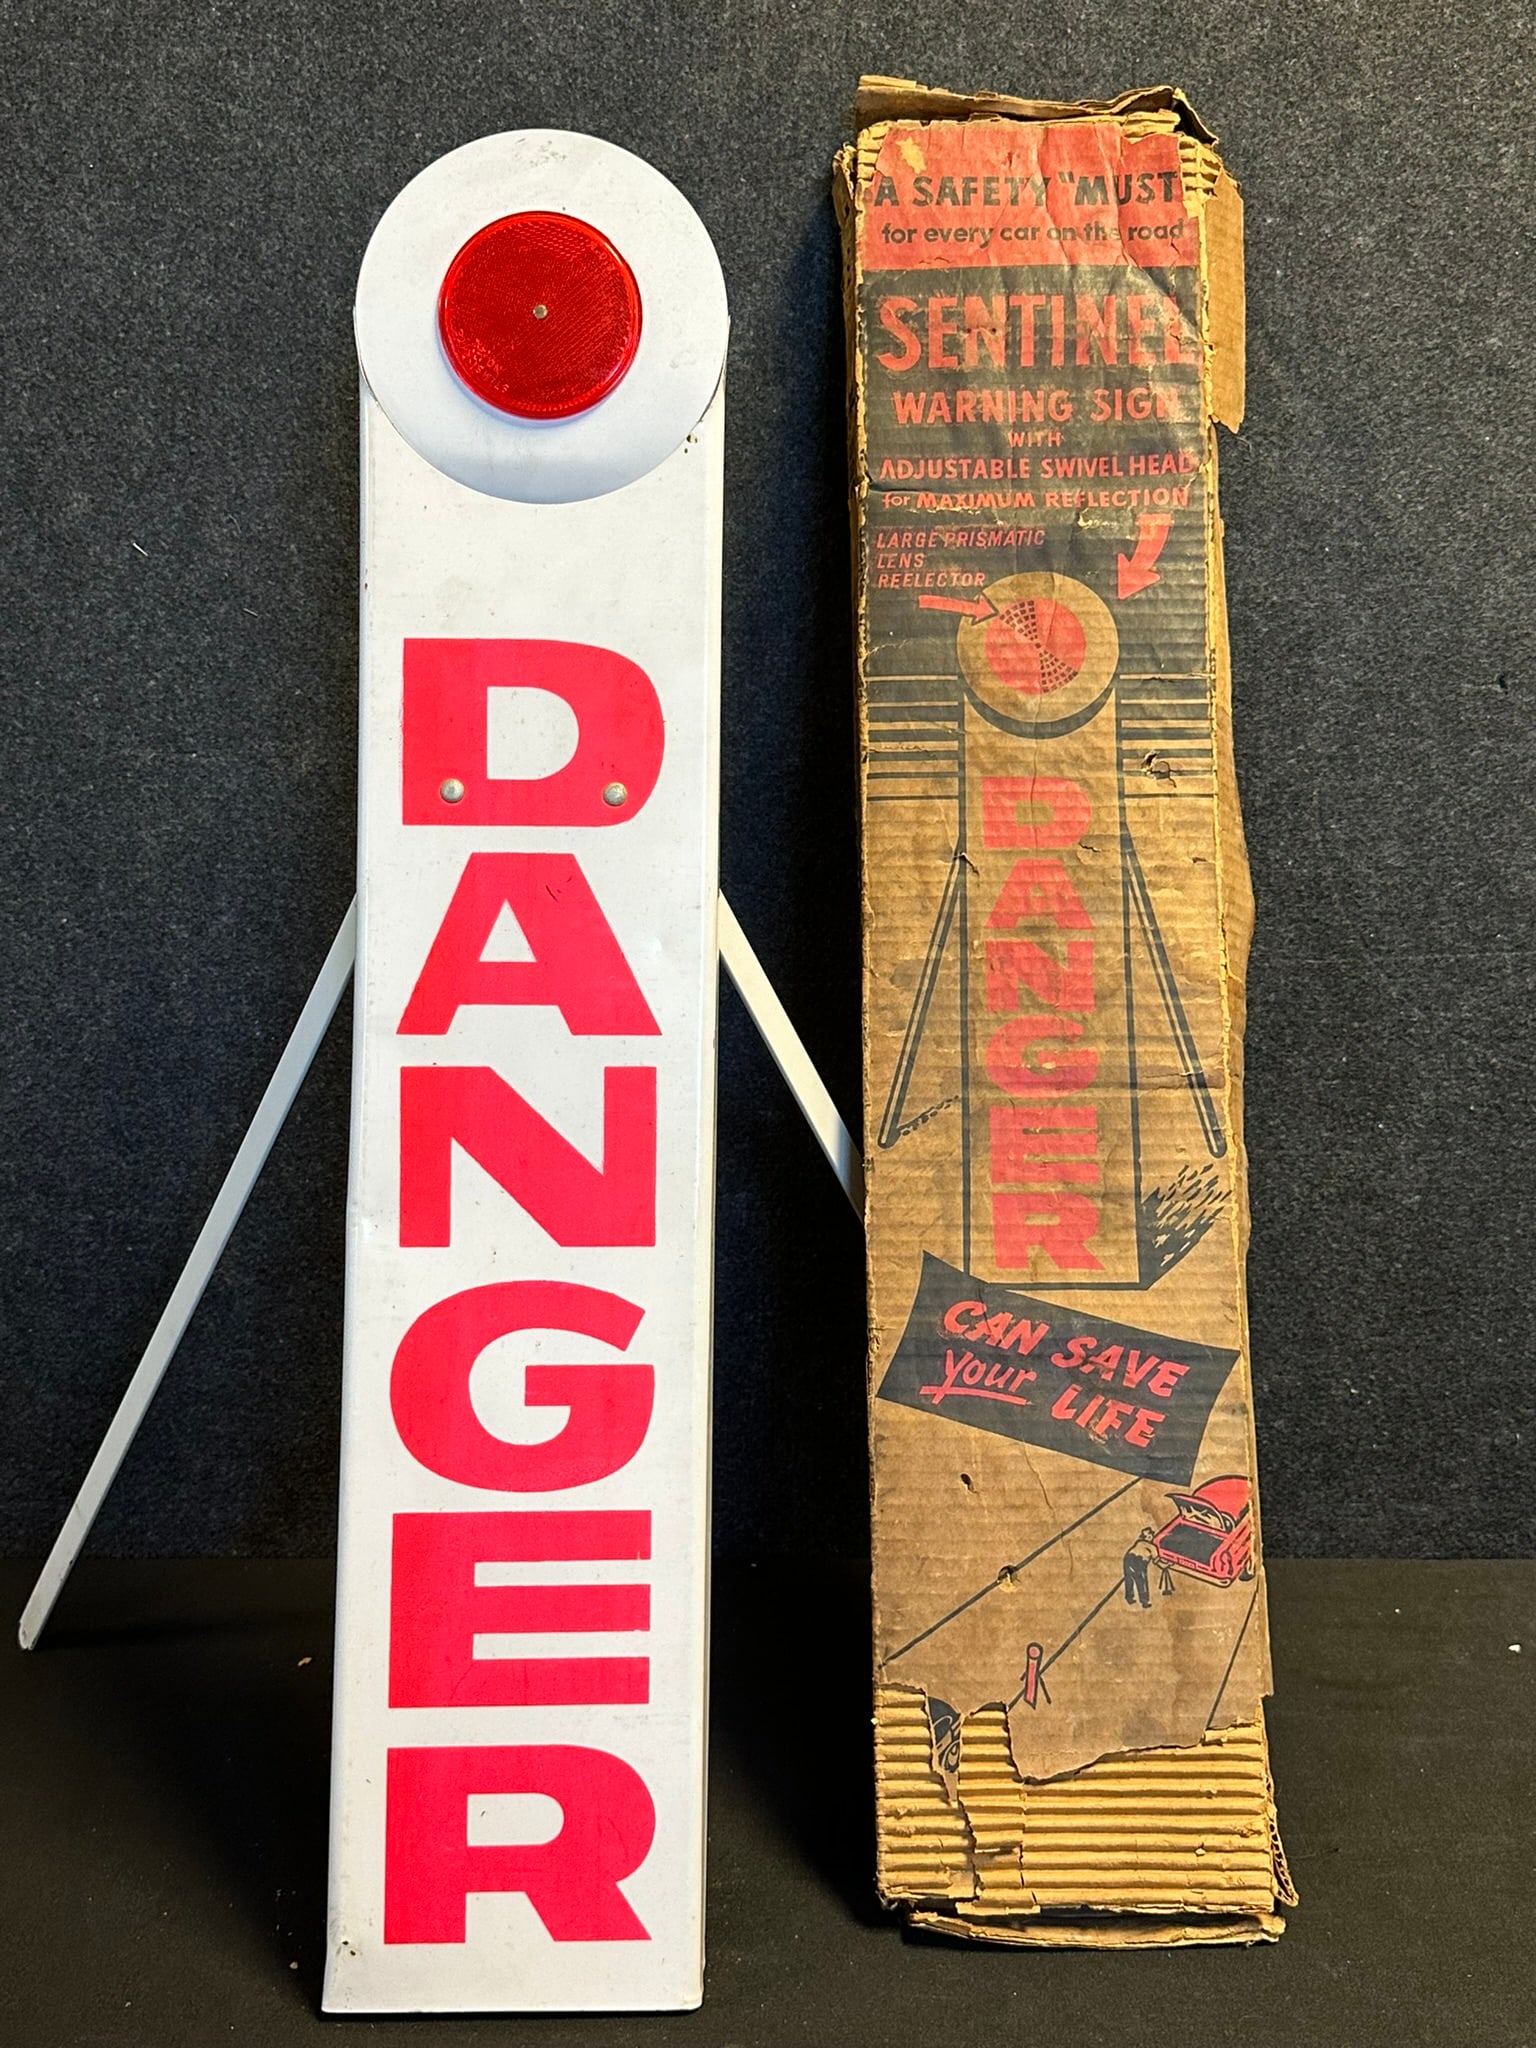 DANGER
A SAFETY "MUST"
for every car on the road
SENTINEL
WARNING SIGN
WITH
ADJUSTABLE SWIVEL HEAD
for MAXIMUM REFLECTION
LARGE PRISMATIC
LENS
REELECTOR
DANGER
CAN SAVE
your LIFE